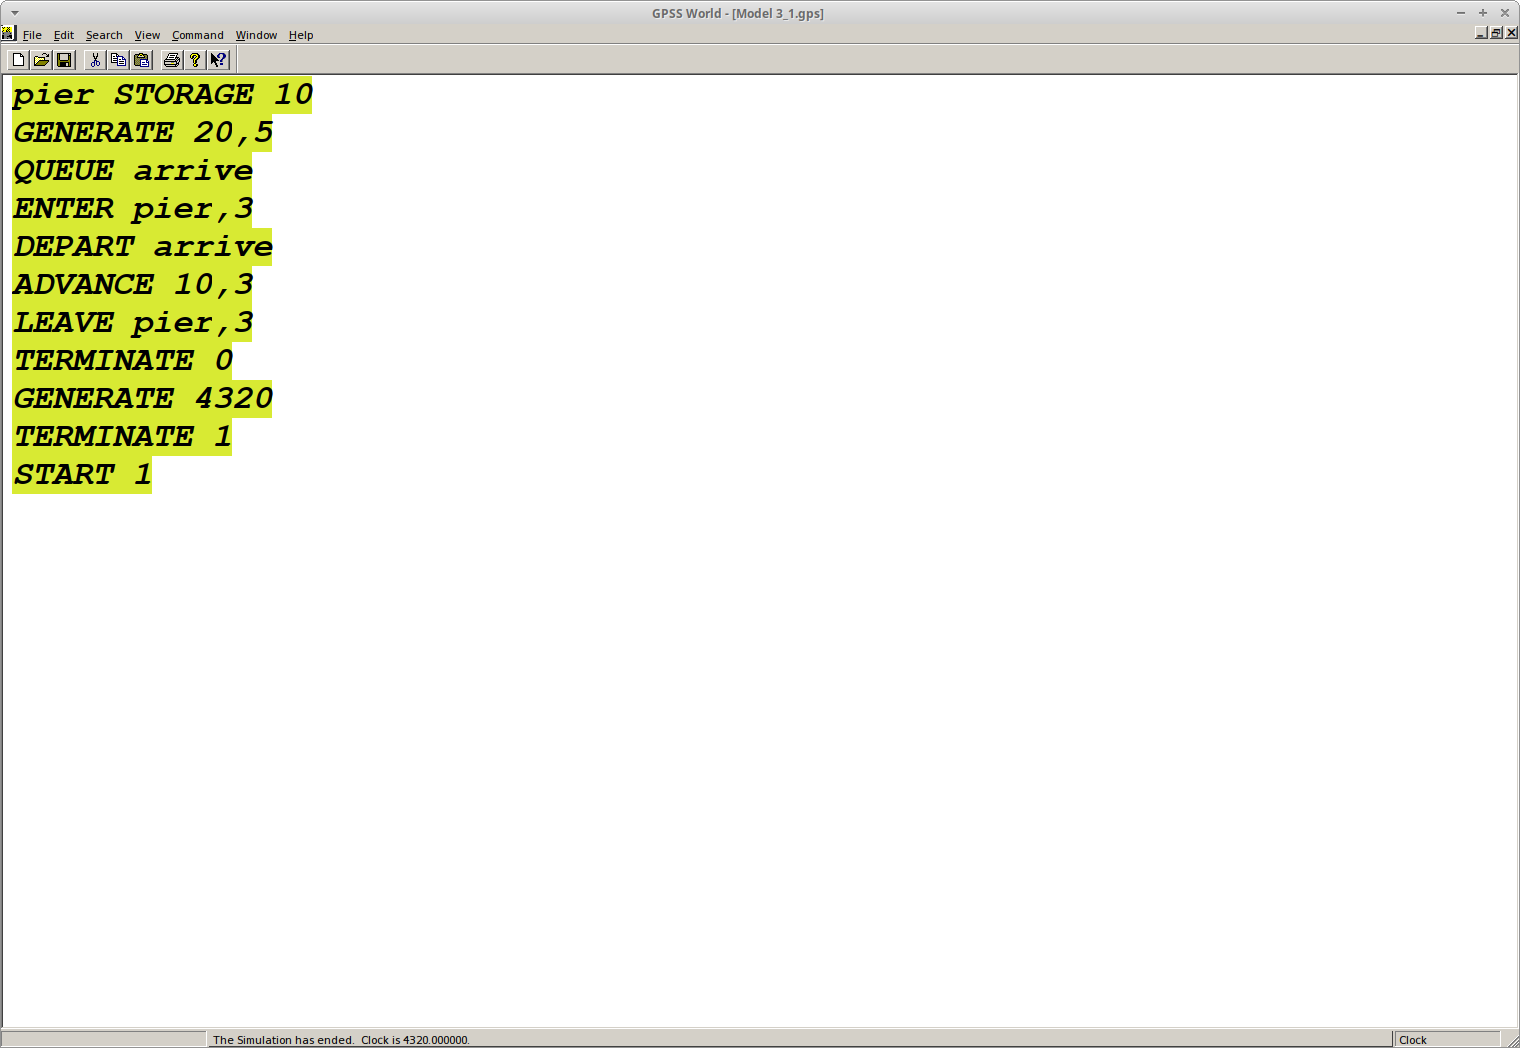 GPSS World - [Model 3_1.gps]
File Edit Search View Command Window Help
pier STORAGE 10
GENERATE 20,5
QUEUE arrive
ENTER pier,3
DEPART arrive
ADVANCE 10,3
LEAVE pier,3
TERMINATE 0
GENERATE 4320
TERMINATE 1
START 1
The Simulation has ended.  Clock is 4320.000000. Clock